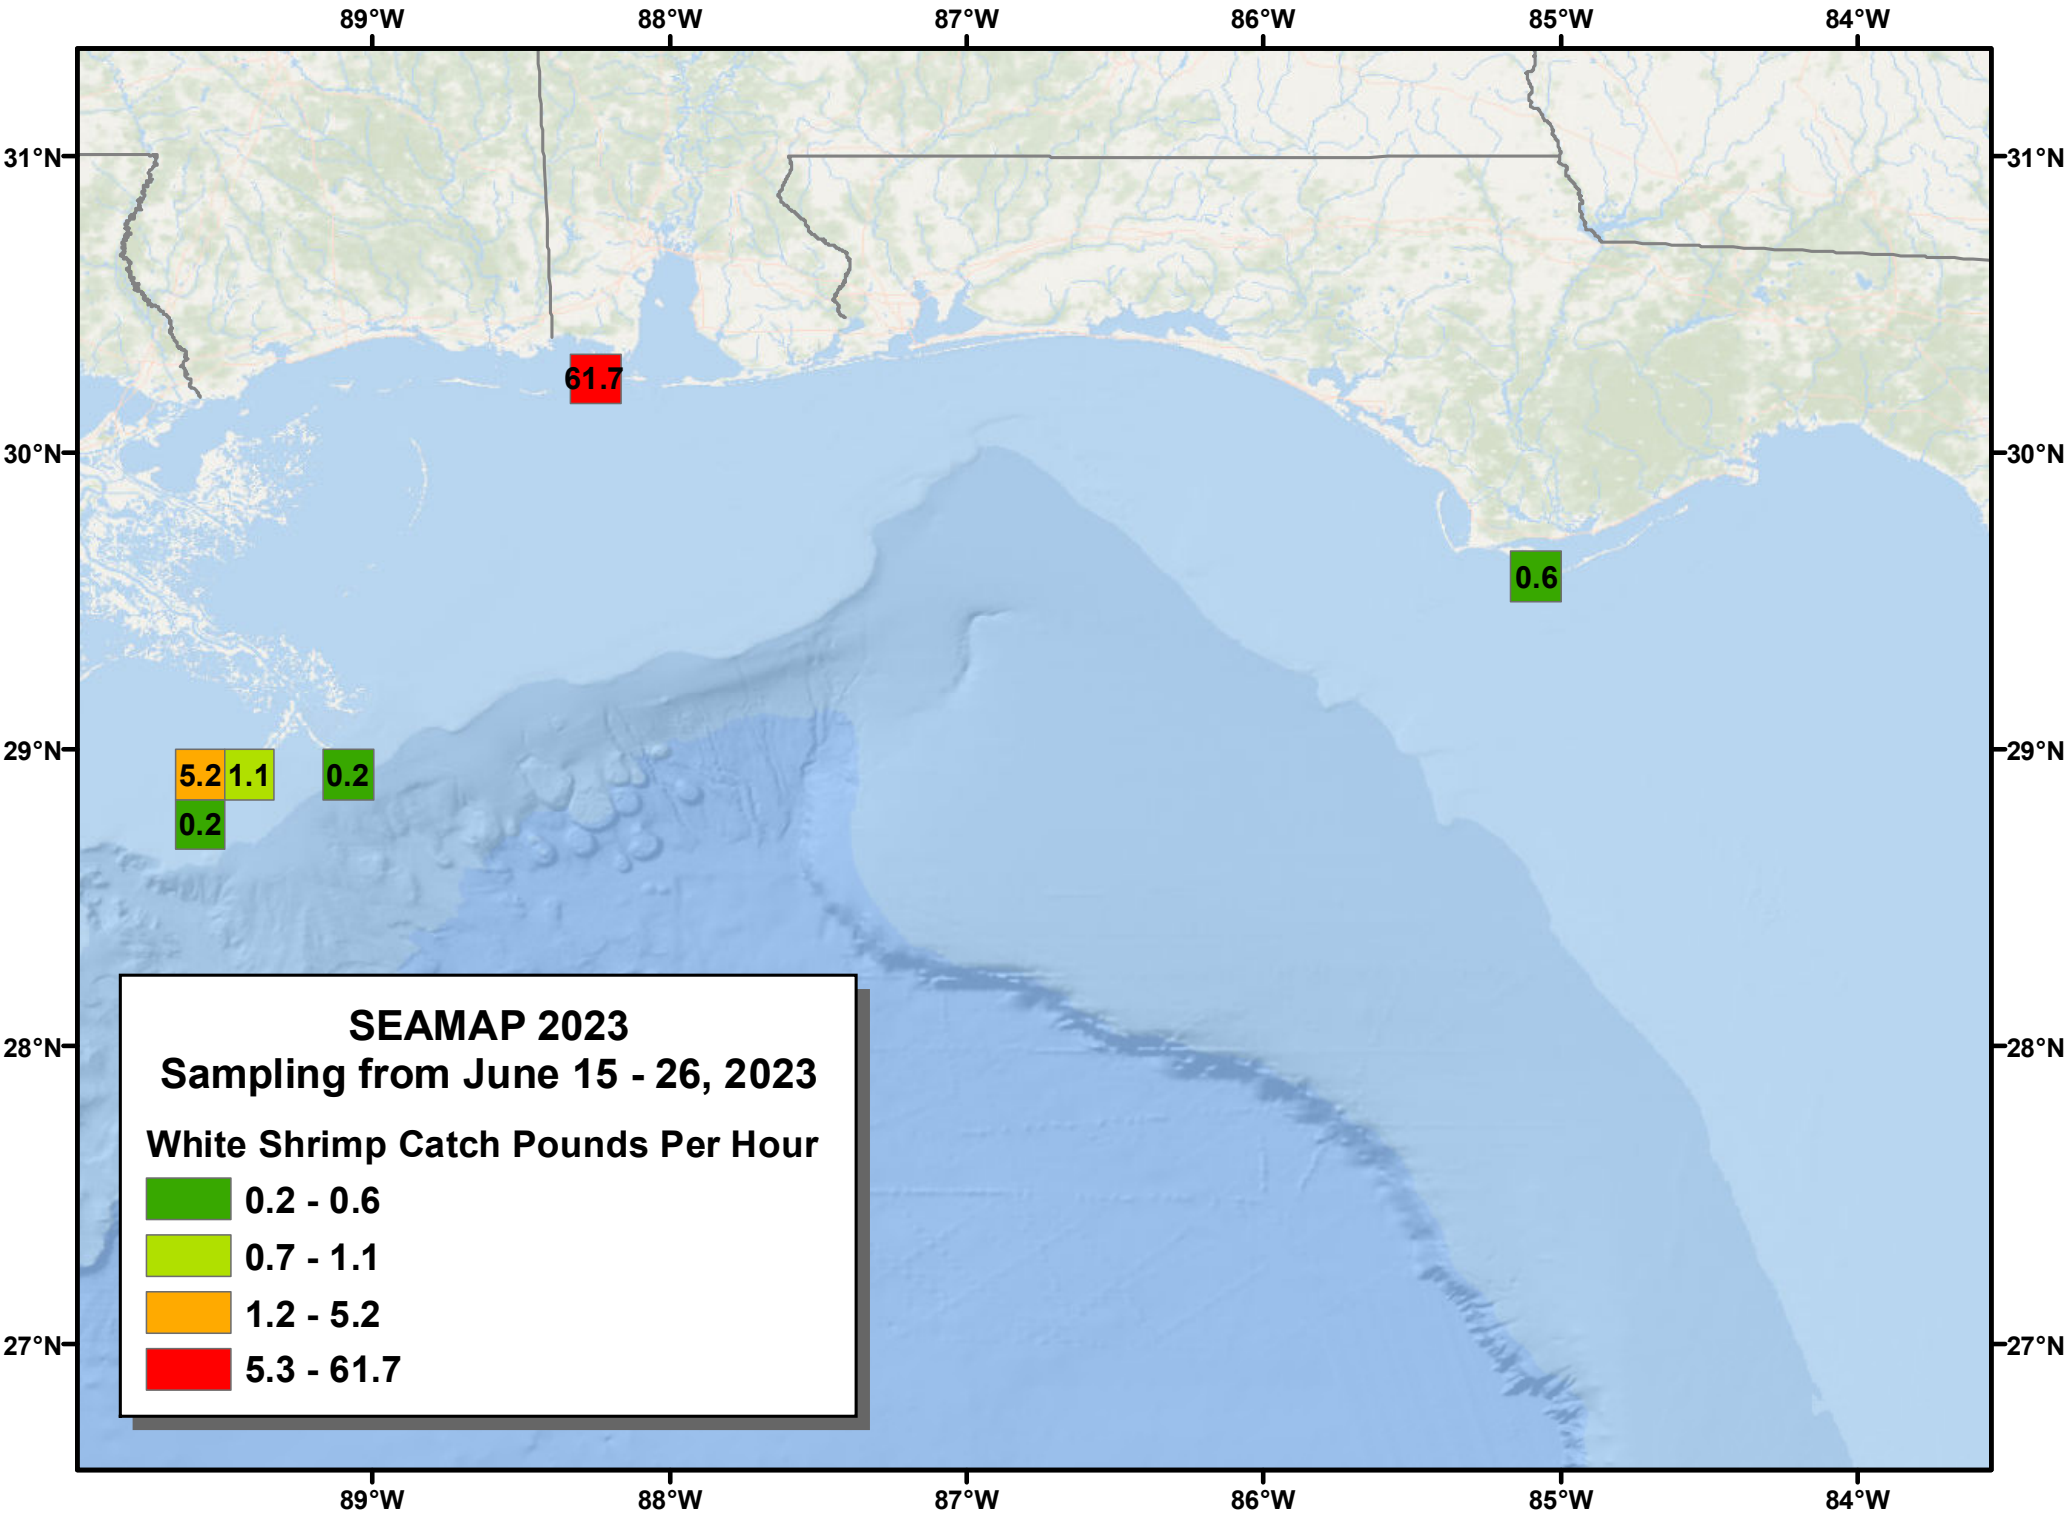 89°W 88°W 87°W 86°W 85°W 84°W
31°N 31°N
61.7
30°N 30°N
0.6
29°N 29°N
5.2 1.1 0.2
0.2
SEAMAP 2023
Sampling from June 15 - 26, 2023
28°N 28°N
White Shrimp Catch Pounds Per Hour
0.2 - 0.6
0.7 - 1.1
1.2 - 5.2
27°N 27°N
5.3 - 61.7
89°W 88°W 87°W 86°W 85°W 84°W